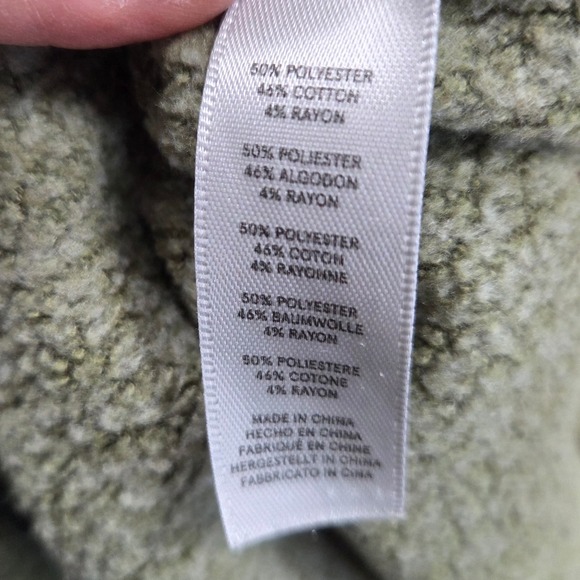 50% POLYESTER
46% COTTON
4% RAYON
50% POLIESTER
46% ALGODON
4% RAYON
50% POLYESTER
46% COTON
4% RAYONNE
50% POLYESTER
46% BAUMWOLLE
4% RAYON
50% POLIESTERE
46% COTONE
4% RAYON
MADE IN CHINA
HECHO EN CHINA
FABRIQUÉ EN CHINE
HERGESTELLT IN CHINA
FABBRICATO IN CINA